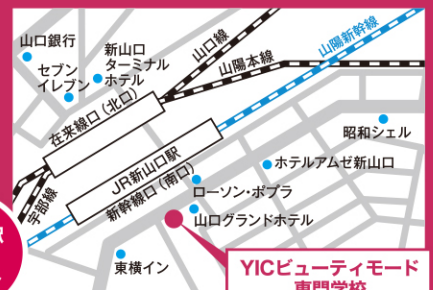 山口銀行
セブン
イレブン
新山口
ターミナル
ホテル
山口線
山陽本線
山陽新幹線
在来線口（北口）
JR新山口駅
新幹線口（南口）
宇部線
昭和シェル
ホテルアムゼ新山口
ローソン・ポプラ
山口グランドホテル
東横イン
YICビューティモード
専門学校